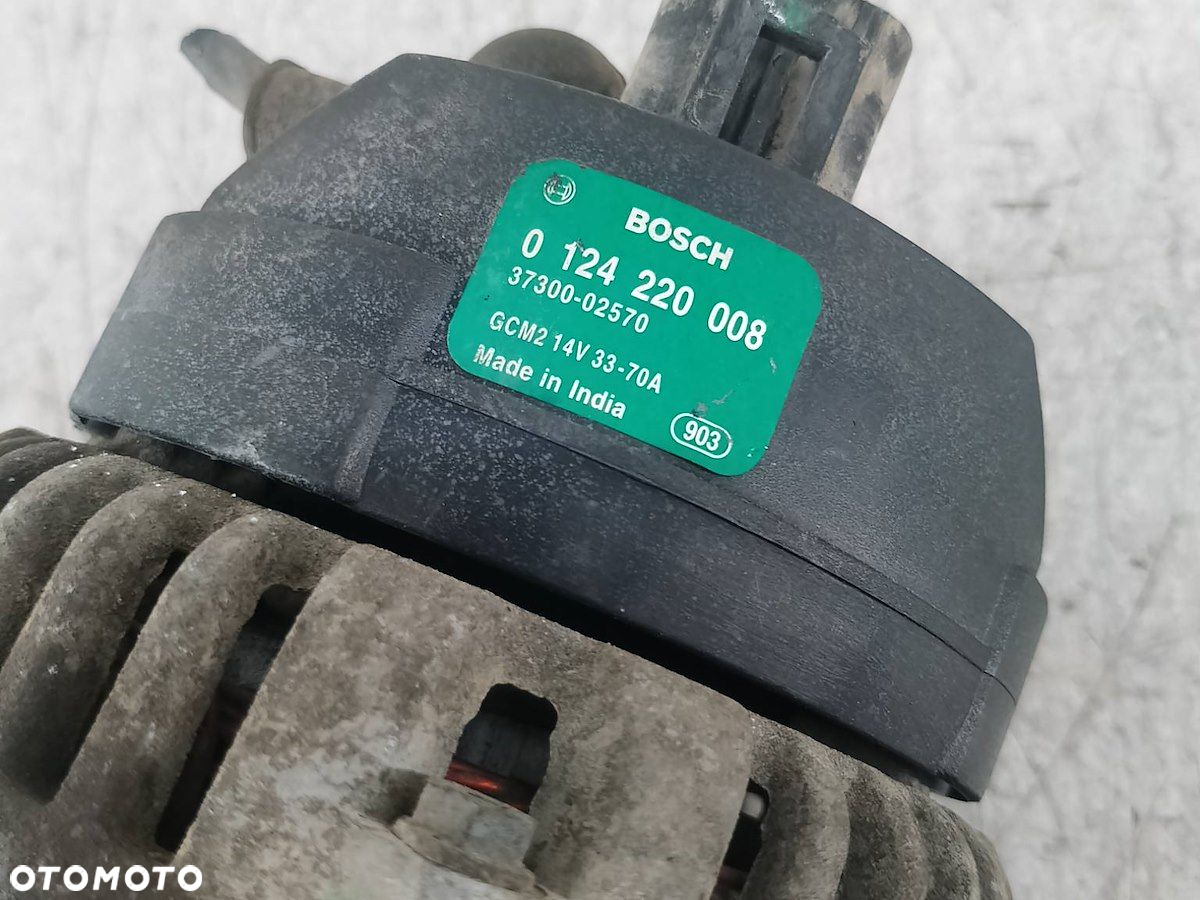 BOSCH
0 124 220 008
37300-02570
GCM2 14V 33-70A
Made in India
903
OTOMOTO